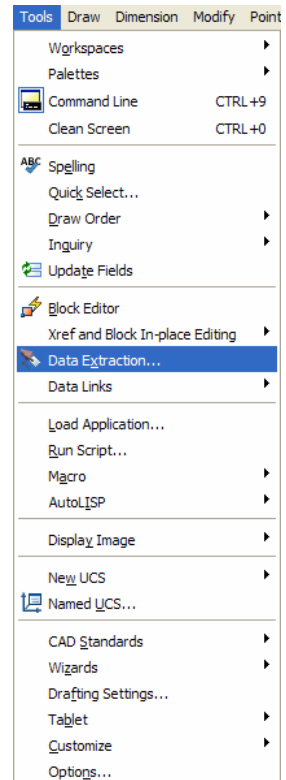 Tools Draw Dimension Modify Point
Workspaces
Palettes
Command Line CTRL+9
Clean Screen CTRL+0
ABC Spelling
Quick Select...
Draw Order
Inquiry
Update Fields
Block Editor
Xref and Block In-place Editing
Data Extraction...
Data Links
Load Application...
Run Script...
Macro
AutoLISP
Display Image
New UCS
Named UCS...
CAD Standards
Wizards
Drafting Settings...
Tablet
Customize
Options...